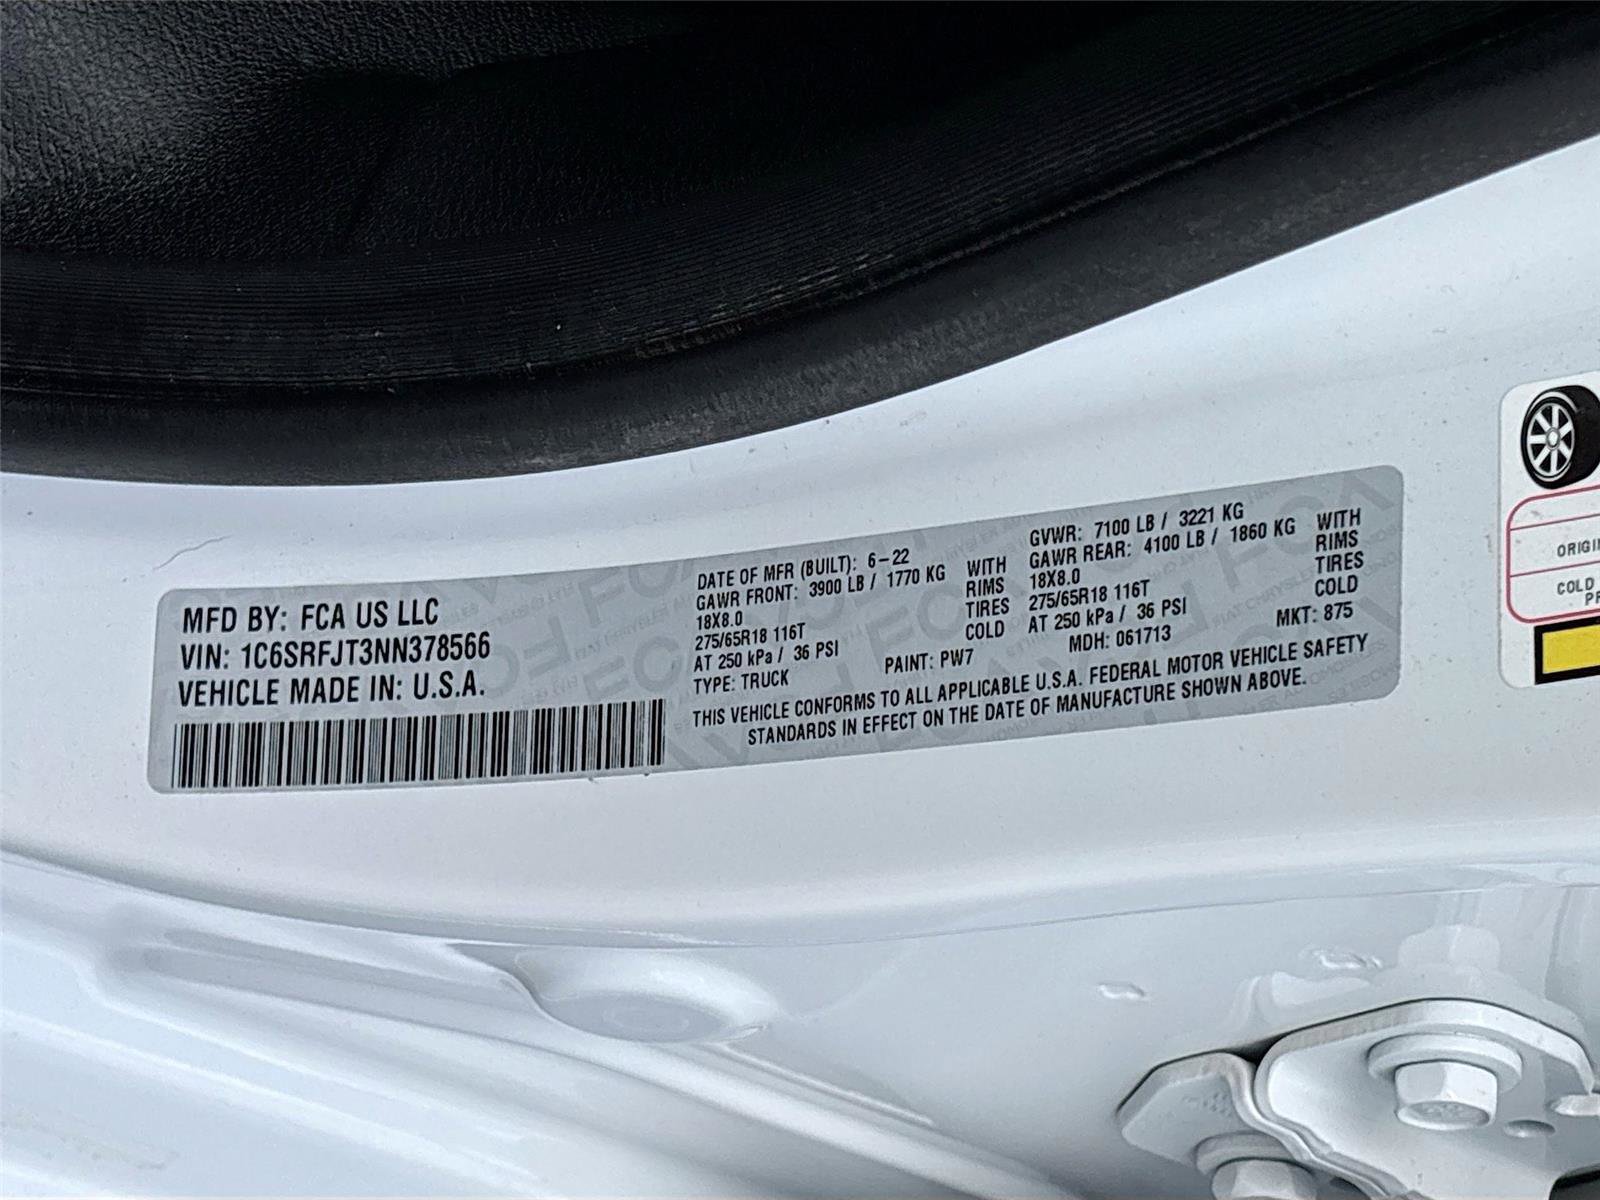 MFD BY: FCA US LLC
VIN: 1C6SRFJT3NN378566
VEHICLE MADE IN: U.S.A.
DATE OF MFR (BUILT): 6-22
GAWR FRONT: 3900 LB / 1770 KG WITH
18X8.0 RIMS
275/65R18 116T TIRES
AT 250 kPa / 36 PSI COLD
GVWR: 7100 LB / 3221 KG
GAWR REAR: 4100 LB / 1860 KG WITH
18X8.0 RIMS
275/65R18 116T TIRES
AT 250 kPa / 36 PSI COLD
TYPE: TRUCK PAINT: PW7 MDH: 061713 MKT: 875
THIS VEHICLE CONFORMS TO ALL APPLICABLE U.S.A. FEDERAL MOTOR VEHICLE SAFETY
STANDARDS IN EFFECT ON THE DATE OF MANUFACTURE SHOWN ABOVE.
COLD